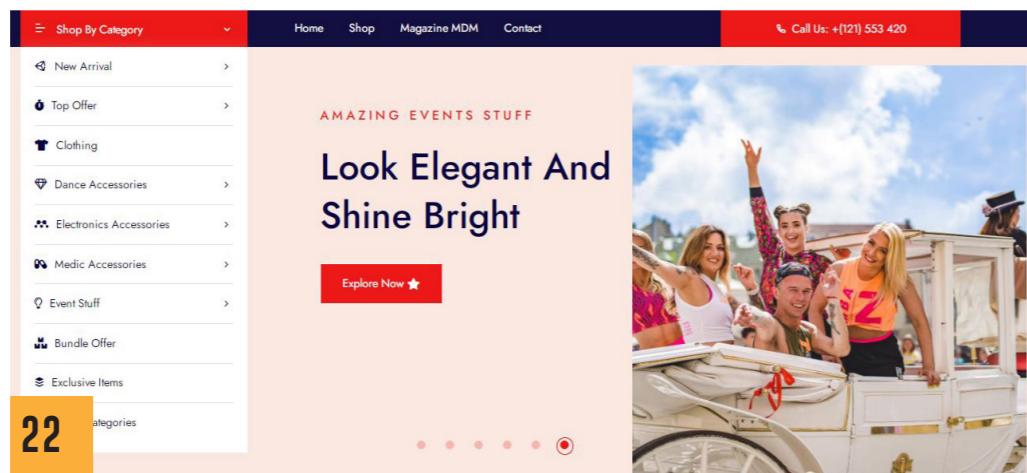 Shop By Category
Home
Shop
Magazine MDM
Contact
Call Us: +(121) 553 420
New Arrival
Top Offer
Clothing
Dance Accessories
Electronics Accessories
Medic Accessories
Event Stuff
Bundle Offer
Exclusive Items
AMAZING EVENTS STUFF
Look Elegant And
Shine Bright
Explore Now
22